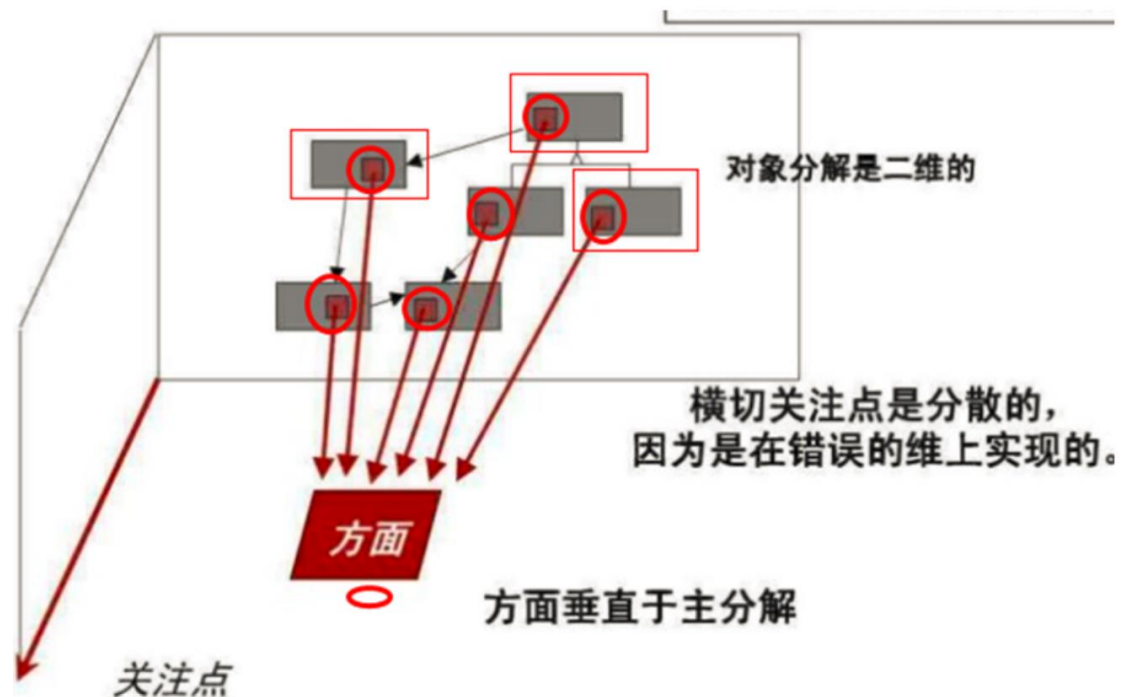 对象分解是二维的
横切关注点是分散的，
因为是在错误的维上实现的。
方面
方面垂直于主分解
关注点